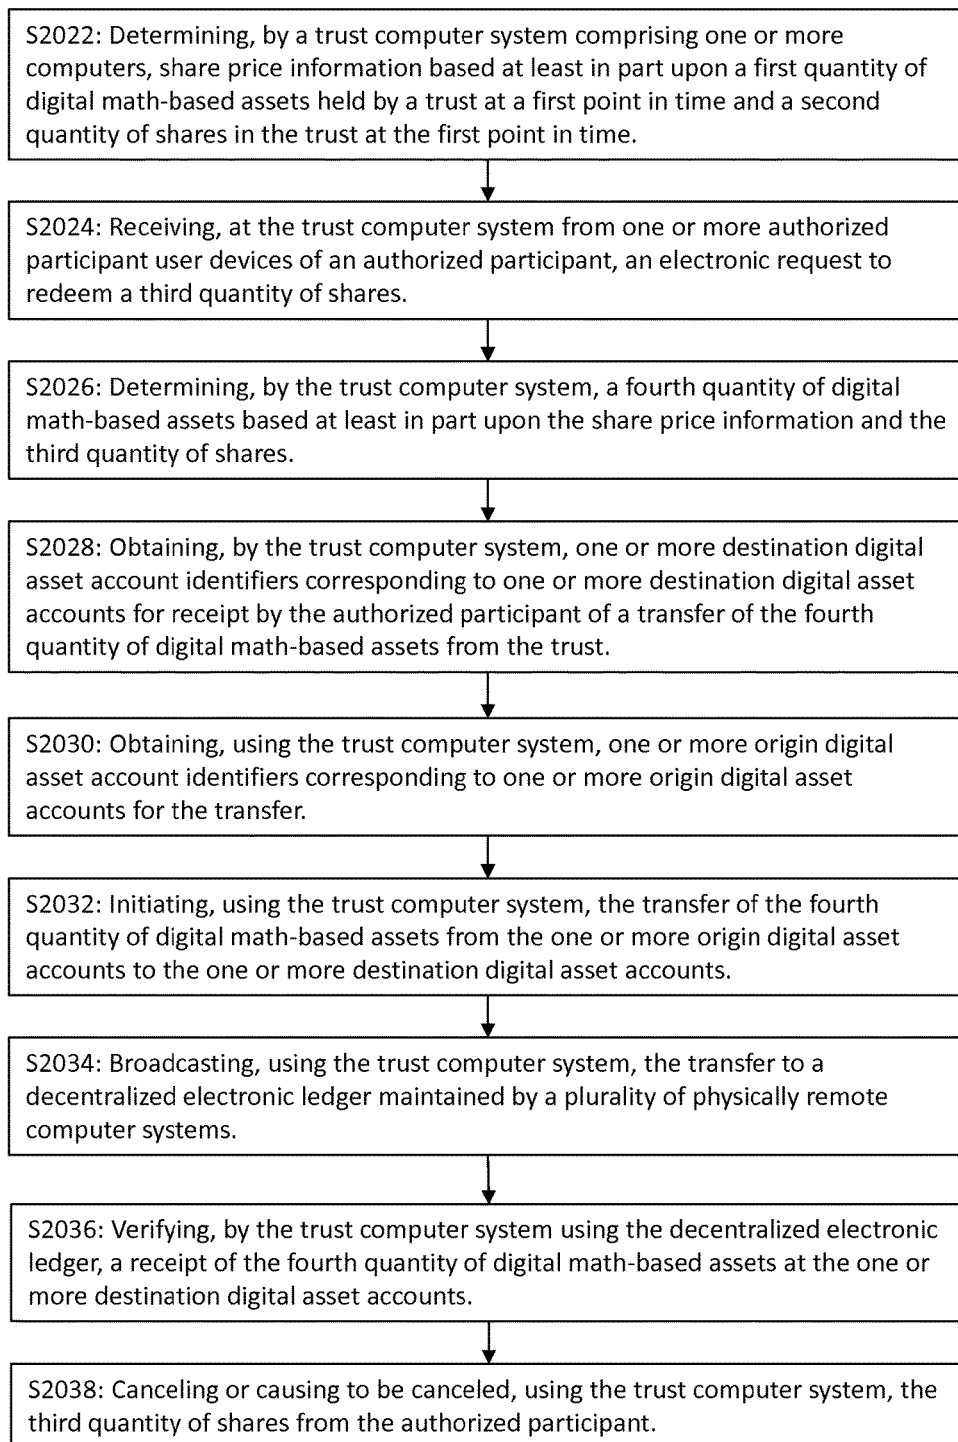 S2022: Determining, by a trust computer system comprising one or more
computers, share price information based at least in part upon a first quantity of
digital math-based assets held by a trust at a first point in time and a second
quantity of shares in the trust at the first point in time.
S2024: Receiving, at the trust computer system from one or more authorized
participant user devices of an authorized participant, an electronic request to
redeem a third quantity of shares.
S2026: Determining, by the trust computer system, a fourth quantity of digital
math-based assets based at least in part upon the share price information and the
third quantity of shares.
S2028: Obtaining, by the trust computer system, one or more destination digital
asset account identifiers corresponding to one or more destination digital asset
accounts for receipt by the authorized participant of a transfer of the fourth
quantity of digital math-based assets from the trust.
S2030: Obtaining, using the trust computer system, one or more origin digital
asset account identifiers corresponding to one or more origin digital asset
accounts for the transfer.
S2032: Initiating, using the trust computer system, the transfer of the fourth
quantity of digital math-based assets from the one or more origin digital asset
accounts to the one or more destination digital asset accounts.
S2034: Broadcasting, using the trust computer system, the transfer to a
decentralized electronic ledger maintained by a plurality of physically remote
computer systems.
S2036: Verifying, by the trust computer system using the decentralized electronic
ledger, a receipt of the fourth quantity of digital math-based assets at the one or
more destination digital asset accounts.
S2038: Canceling or causing to be canceled, using the trust computer system, the
third quantity of shares from the authorized participant.